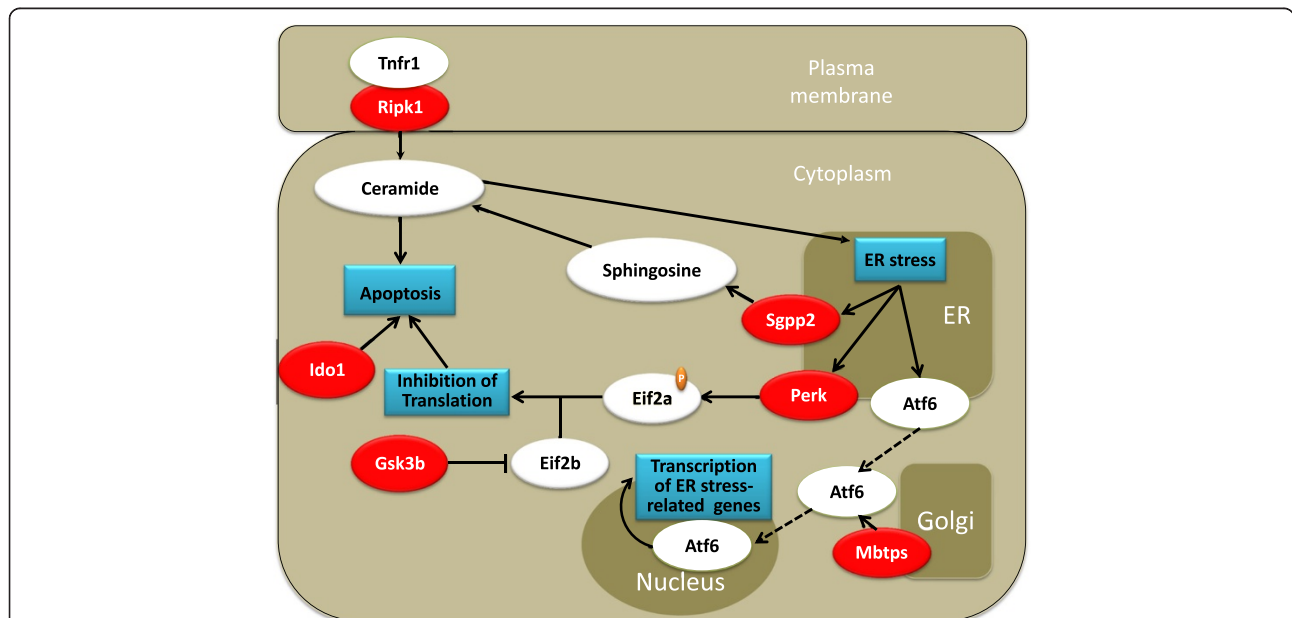 Tnfr1
Plasma
membrane
Ripk1
Cytoplasm
Ceramide
ER stress
Sphingosine
Apoptosis
Sgpp2
ER
Ido1
Inhibition of
Translation
P
Eif2a
Perk
Atf6
Gsk3b
Eif2b
Transcription
of ER stress-
related genes
Atf6
Golgi
Atf6
Mbtps
Nucleus